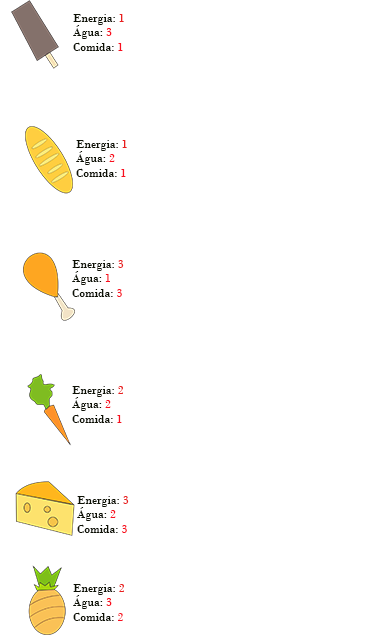 Energia: 1
Água: 3
Comida: 1
Energia: 1
Água: 2
Comida: 1
Energia: 3
Água: 1
Comida: 3
Energia: 2
Água: 2
Comida: 1
Energia: 3
Água: 2
Comida: 3
Energia: 2
Água: 3
Comida: 2